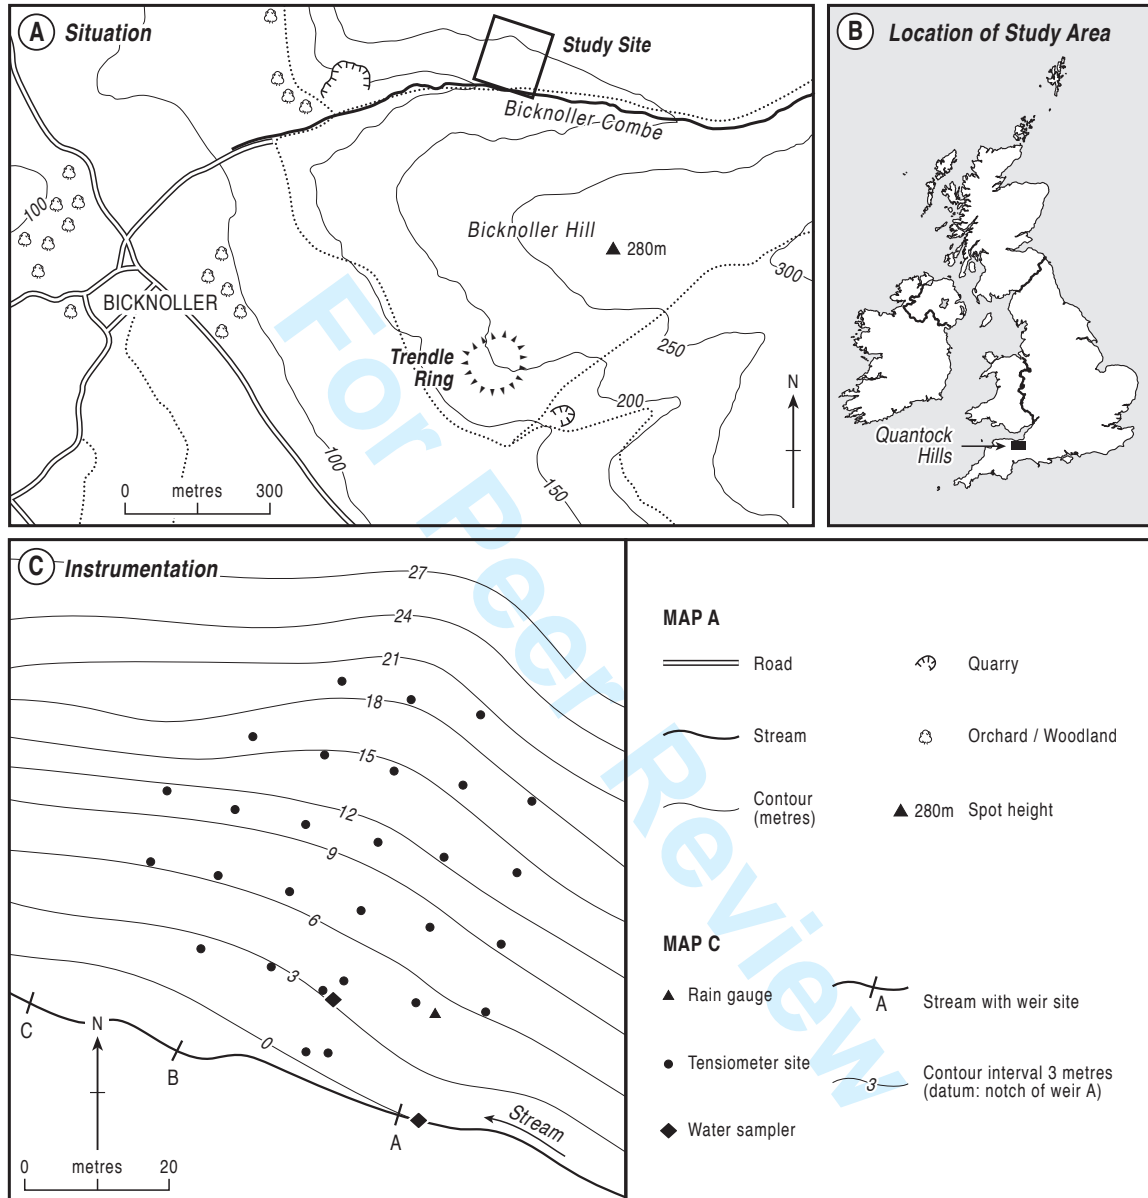 A Situation
Study Site
Bicknoller Combe
100
Bicknoller Hill
280m
300
BICKNOLLER
Trendle
Ring
250
200
N
100
150
0 metres 300
B Location of Study Area
Quantock
Hills
C Instrumentation
27
24
21
18
15
12
9
6
3
0
C
N
B
A
Stream
0 metres 20
MAP A
Road
Quarry
Stream
Orchard / Woodland
Contour
(metres)
280m Spot height
MAP C
Rain gauge
A
Stream with weir site
Tensiometer site
3
Contour interval 3 metres
(datum: notch of weir A)
Water sampler
For Peer Review